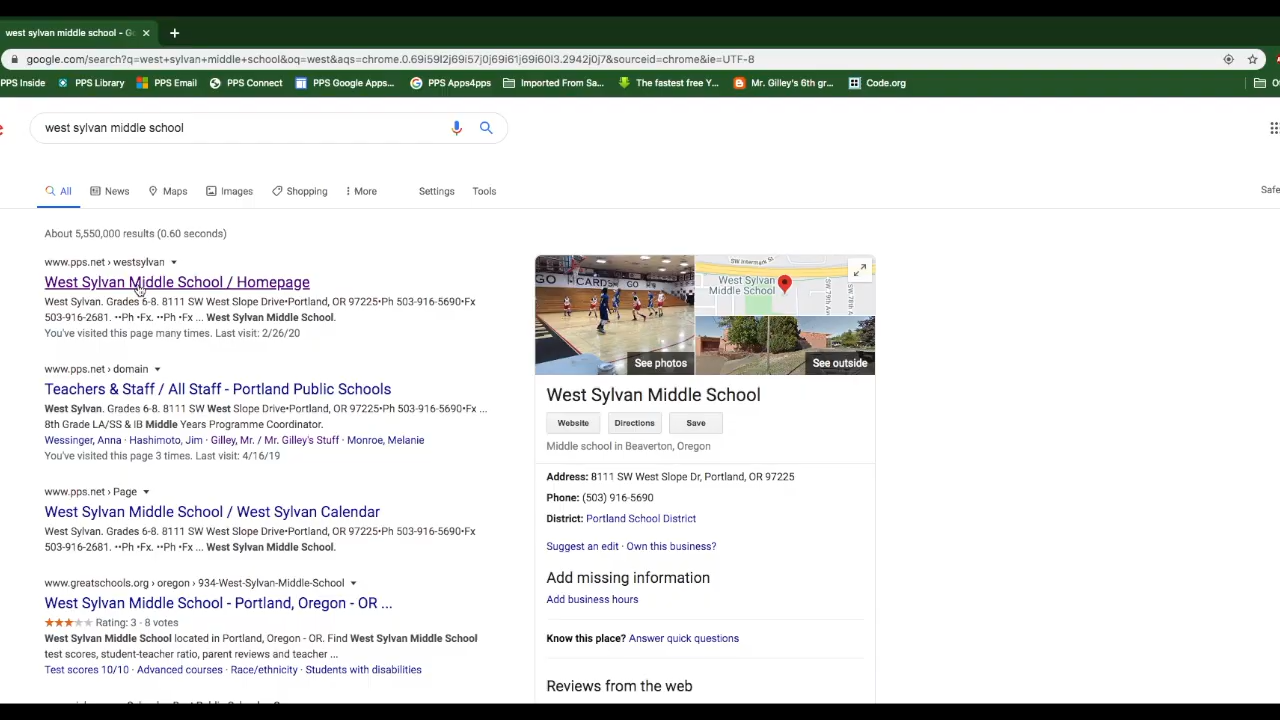 west sylvan middle school - Go
google.com/search?q=west+sylvan+middle+school&oq=west&aqs=chrome.0.69i59l2j69i57j0j69i61j69i60l3.2942j0j7&sourceid=chrome&ie=UTF-8
PPS Inside PPS Library PPS Email PPS Connect PPS Google Apps... PPS Apps4pps Imported From Sa... The fastest free Y... Mr. Gilley's 6th gr... Code.org
west sylvan middle school
All News Maps Images Shopping More Settings Tools
Safe
About 5,550,000 results (0.60 seconds)
www.pps.net › westsylvan
West Sylvan Middle School / Homepage
West Sylvan. Grades 6-8. 8111 SW West Slope Drive•Portland, OR 97225•Ph 503-916-5690•Fx
503-916-2681. ••Ph •Fx. ••Ph •Fx ... West Sylvan Middle School.
You've visited this page many times. Last visit: 2/26/20
www.pps.net › domain
Teachers & Staff / All Staff - Portland Public Schools
West Sylvan. Grades 6-8. 8111 SW West Slope Drive•Portland, OR 97225•Ph 503-916-5690•Fx ...
8th Grade LA/SS & IB Middle Years Programme Coordinator.
Wessinger, Anna · Hashimoto, Jim · Gilley, Mr. / Mr. Gilley's Stuff · Monroe, Melanie
You've visited this page 3 times. Last visit: 4/16/19
www.pps.net › Page
West Sylvan Middle School / West Sylvan Calendar
West Sylvan. Grades 6-8. 8111 SW West Slope Drive•Portland, OR 97225•Ph 503-916-5690•Fx
503-916-2681. ••Ph •Fx. ••Ph •Fx ... West Sylvan Middle School.
www.greatschools.org › oregon › 934-West-Sylvan-Middle-School
West Sylvan Middle School - Portland, Oregon - OR ...
Rating: 3 - 8 votes
West Sylvan Middle School located in Portland, Oregon - OR. Find West Sylvan Middle School
test scores, student-teacher ratio, parent reviews and teacher ...
Test scores 10/10 · Advanced courses · Race/ethnicity · Students with disabilities
GO CARDS GO
See photos
West Sylvan
Middle School
SW 79th Ave
SW 78th A
See outside
West Sylvan Middle School
Website Directions Save
Middle school in Beaverton, Oregon
Address: 8111 SW West Slope Dr, Portland, OR 97225
Phone: (503) 916-5690
District: Portland School District
Suggest an edit · Own this business?
Add missing information
Add business hours
Know this place? Answer quick questions
Reviews from the web